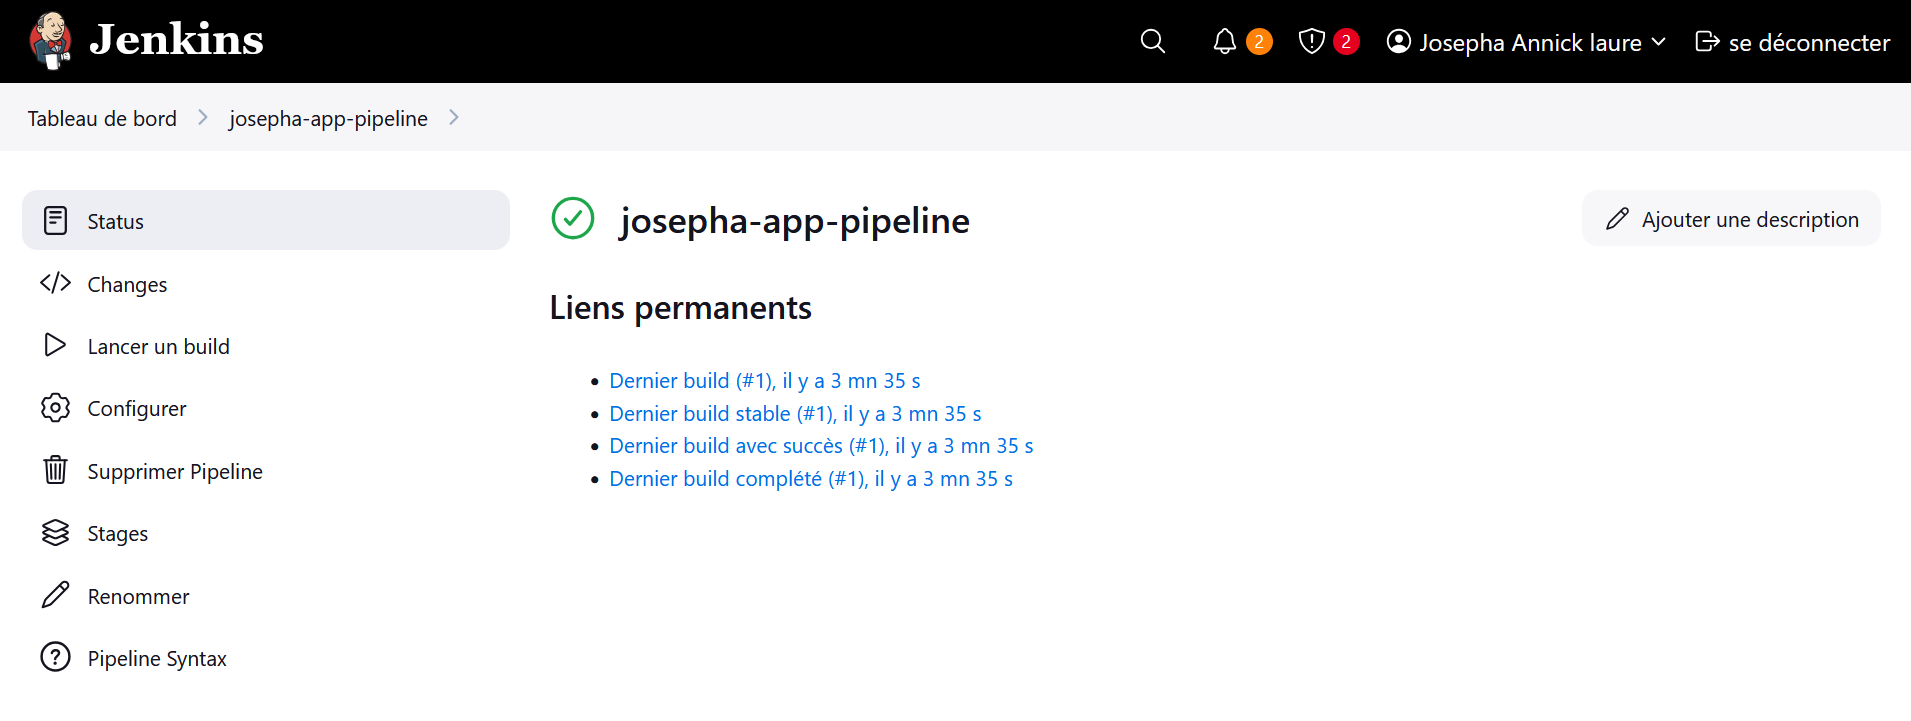 Jenkins
2
2
Josepha Annick laure
se déconnecter
Tableau de bord
josepha-app-pipeline
Status
Changes
Lancer un build
Configurer
Supprimer Pipeline
Stages
Renommer
Pipeline Syntax
josepha-app-pipeline
Ajouter une description
Liens permanents
Dernier build (#1), il y a 3 mn 35 s
Dernier build stable (#1), il y a 3 mn 35 s
Dernier build avec succès (#1), il y a 3 mn 35 s
Dernier build complété (#1), il y a 3 mn 35 s